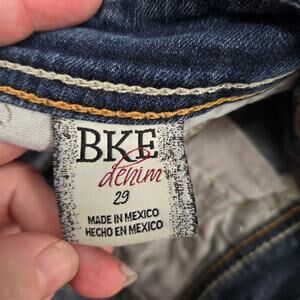 BKE
denim
29
MADE IN MEXICO
HECHO EN MEXICO